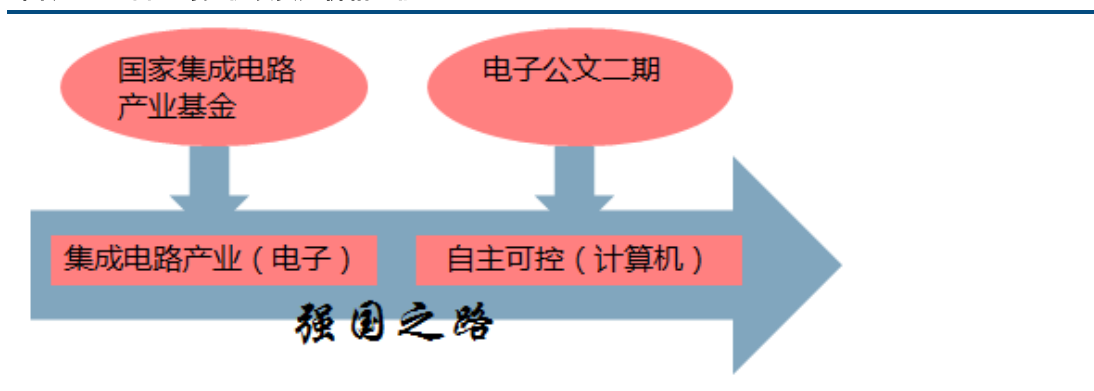 国家集成电路
产业基金
电子公文二期
集成电路产业（电子）
自主可控（计算机）
强国之路